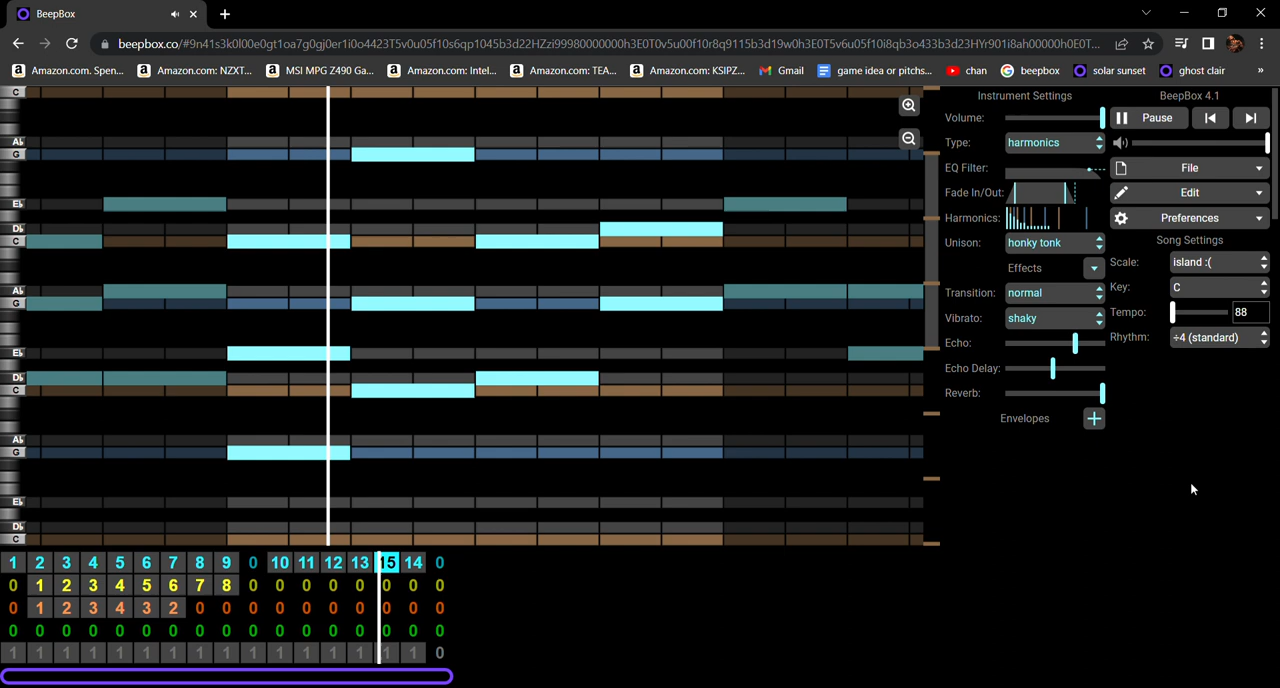 BeepBox
beepbox.co/#9n41s3k0l00e0gt1oa7g0gj0er1i0o4423T5v0u05f10s6qp1045b3d22HZzi99980000000h3E0T0v5u00f10r8q9115b3d19w0h3E0T5v6u05f10i8qb3o433b3d23HYr901i8ah00000h0E0T...
Amazon.com. Spen...
Amazon.com: NZXT...
MSI MPG Z490 Ga...
Amazon.com: Intel...
Amazon.com: TEA...
Amazon.com: KSIPZ...
Gmail
game idea or pitchs...
chan
beepbox
solar sunset
ghost clair
»
C
A♭
G
E♭
D♭
C
A♭
G
E♭
D♭
C
A♭
G
E♭
D♭
C
Instrument Settings
Volume:
Type: harmonics
EQ Filter:
Fade In/Out:
Harmonics:
Unison: honky tonk
Effects
Transition: normal
Vibrato: shaky
Echo:
Echo Delay:
Reverb:
Envelopes +
BeepBox 4.1
Pause
File
Edit
Preferences
Song Settings
Scale: island :(
Key: C
Tempo: 88
Rhythm: ÷4 (standard)
1 2 3 4 5 6 7 8 9 0 10 11 12 13 15 14 0
0 1 2 3 4 5 6 7 8 0 0 0 0 0 0 0 0
0 1 2 3 4 3 2 0 0 0 0 0 0 0 0 0 0
0 0 0 0 0 0 0 0 0 0 0 0 0 0 0 0 0
1 1 1 1 1 1 1 1 1 1 1 1 1 1 1 1 0